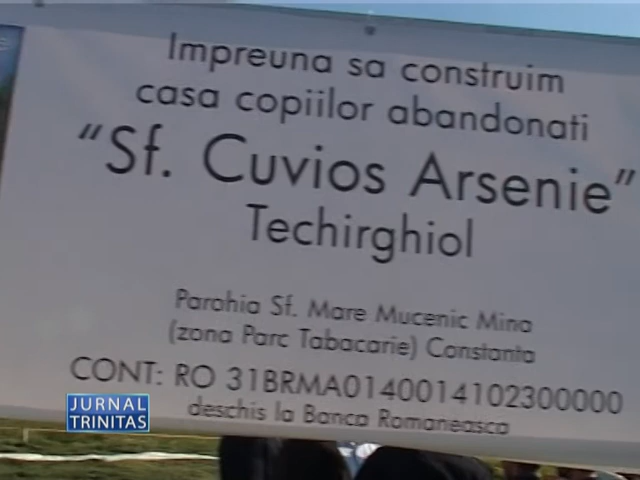 Impreuna sa construim
casa copiilor abandonati
"Sf. Cuvios Arsenie"
Techirghiol
Parohia Sf. Mare Mucenic Mina
(zona Parc Tabacarie) Constanta
CONT: RO 31BRMA0140014102300000
deschis la Banca Romaneasca
JURNAL
TRINITAS